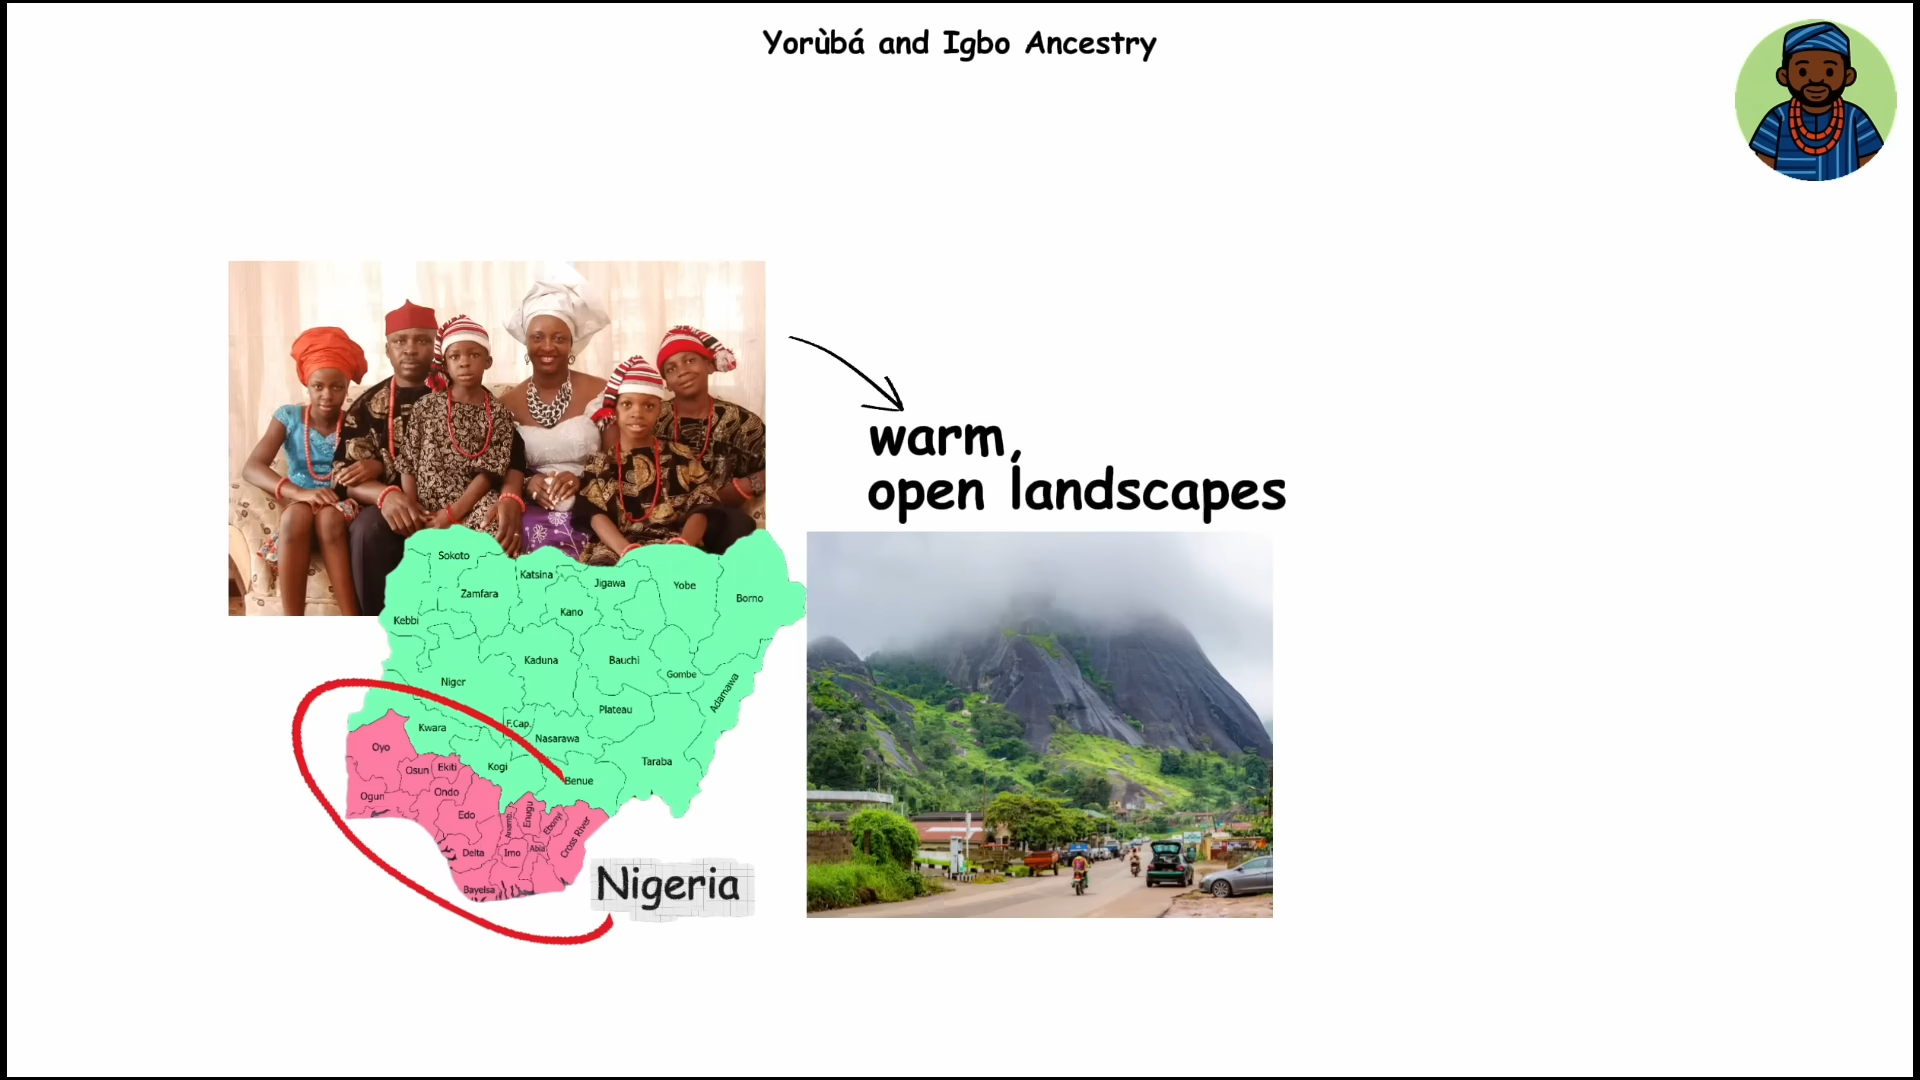 Yorùbá and Igbo Ancestry
warm,
open landscapes
Sokoto
Katsina
Jigawa
Yobe
Borno
Zamfara
Kano
Kebbi
Kaduna
Bauchi
Gombe
Niger
Adamawa
Plateau
F.Cap.
Kwara
Nasarawa
Oyo
Taraba
Kogi
Osun
Ekiti
Benue
Ogun
Ondo
Edo
Anamb.
Enugu
Ebonyi
Cross River
Delta
Imo
Abia
Bayelsa
Nigeria